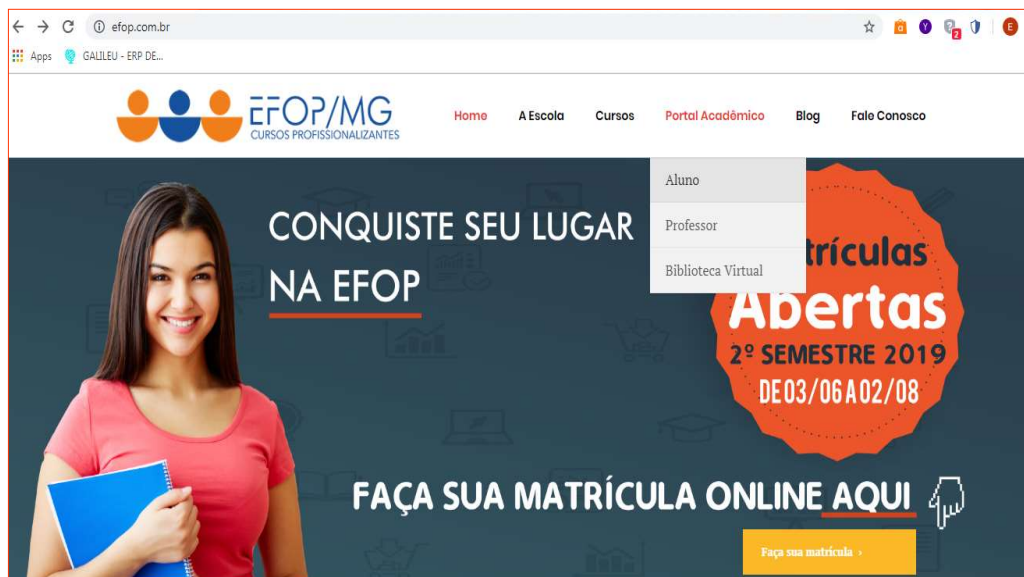 efop.com.br
a
Y
2
E
Apps GALILEU - ERP DE...
EFOP/MG
CURSOS PROFISSIONALIZANTES
Home A Escola Cursos Portal Acadêmico Blog Fale Conosco
Aluno
Professor
Biblioteca Virtual
CONQUISTE SEU LUGAR
NA EFOP
trículas
Abertas
2º SEMESTRE 2019
DE 03/06 A 02/08
FAÇA SUA MATRÍCULA ONLINE AQUI
Faça sua matrícula ›